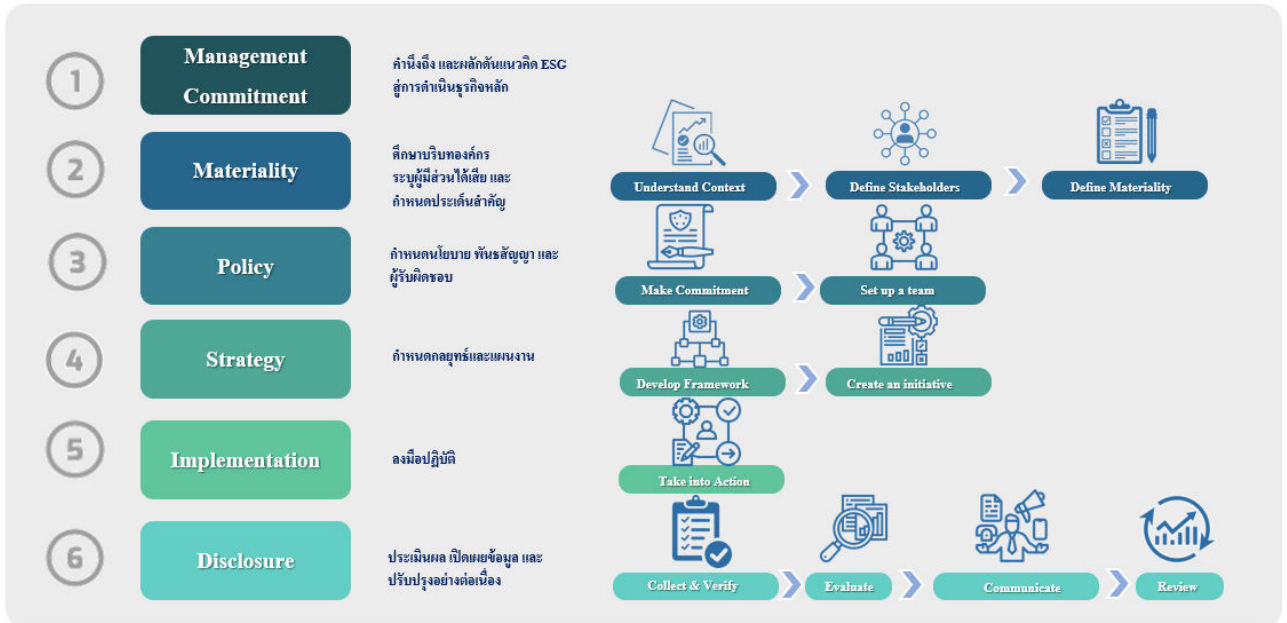 1
Management
Commitment
คำนึงถึง และผลักดันแนวคิด ESG
สู่การดำเนินธุรกิจหลัก
2
Materiality
ศึกษาบริบทองค์กร
ระบุผู้มีส่วนได้เสีย และ
กำหนดประเด็นสำคัญ
Understand Context
Define Stakeholders
Define Materiality
3
Policy
กำหนดนโยบาย พันธสัญญา และ
ผู้รับผิดชอบ
Make Commitment
Set up a team
4
Strategy
กำหนดกลยุทธ์และแผนงาน
Develop Framework
Create an initiative
5
Implementation
ลงมือปฏิบัติ
Take into Action
6
Disclosure
ประเมินผล เปิดเผยข้อมูล และ
ปรับปรุงอย่างต่อเนื่อง
Collect & Verify
Evaluate
Communicate
Review